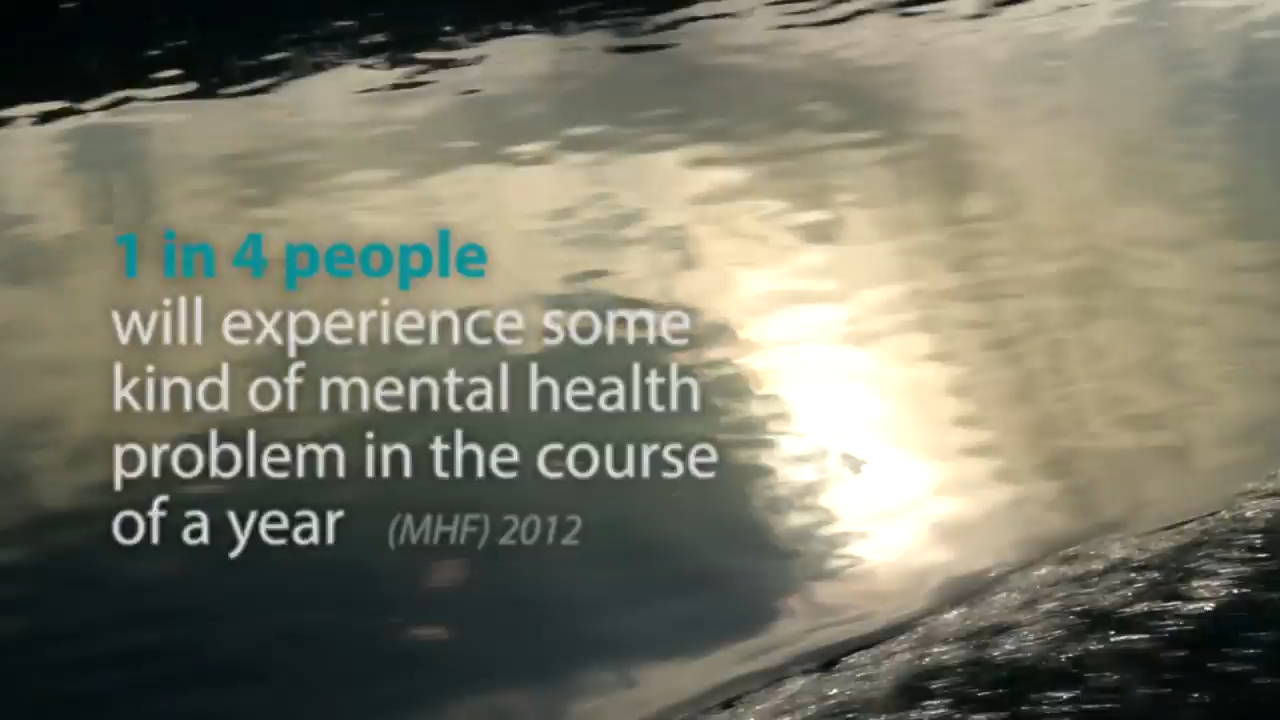 1 in 4 people
will experience some
kind of mental health
problem in the course
of a year (MHF) 2012